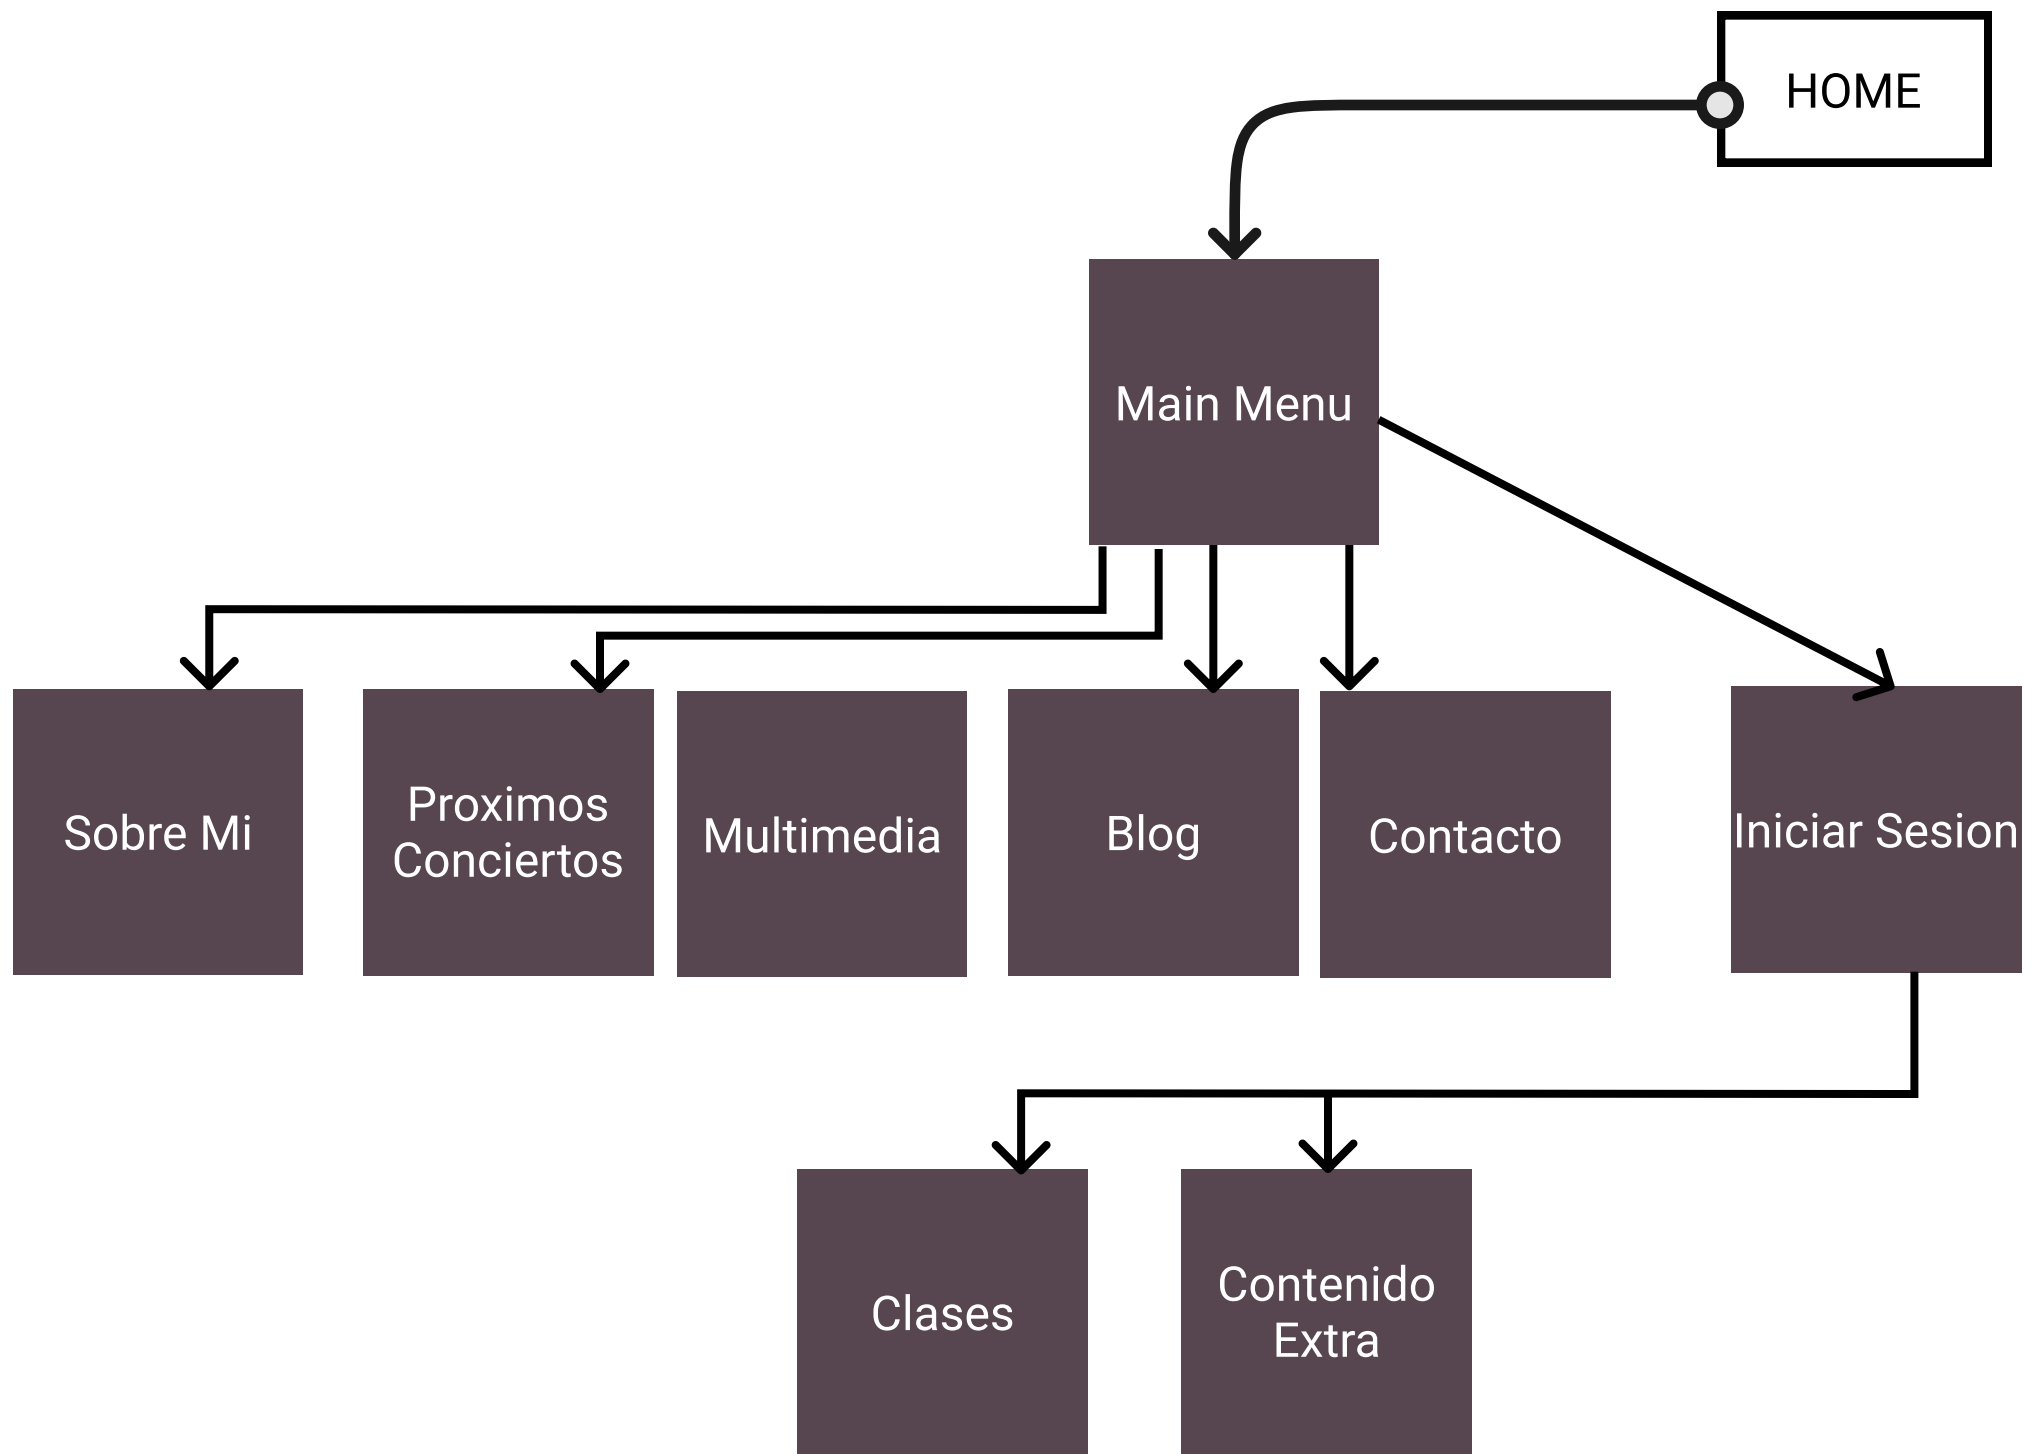 HOME
Main Menu
Sobre Mi
Proximos
Conciertos
Multimedia
Blog
Contacto
Iniciar Sesion
Clases
Contenido
Extra